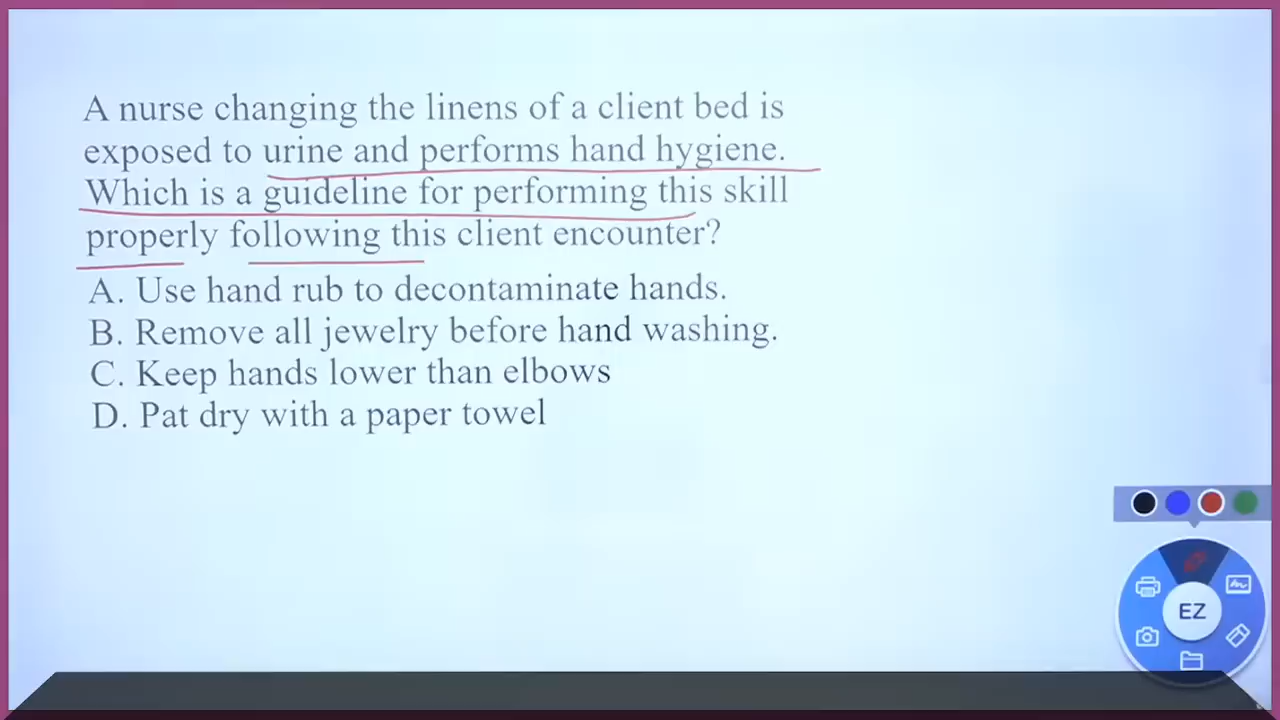 A nurse changing the linens of a client bed is
exposed to urine and performs hand hygiene.
Which is a guideline for performing this skill
properly following this client encounter?
A. Use hand rub to decontaminate hands.
B. Remove all jewelry before hand washing.
C. Keep hands lower than elbows
D. Pat dry with a paper towel
EZ